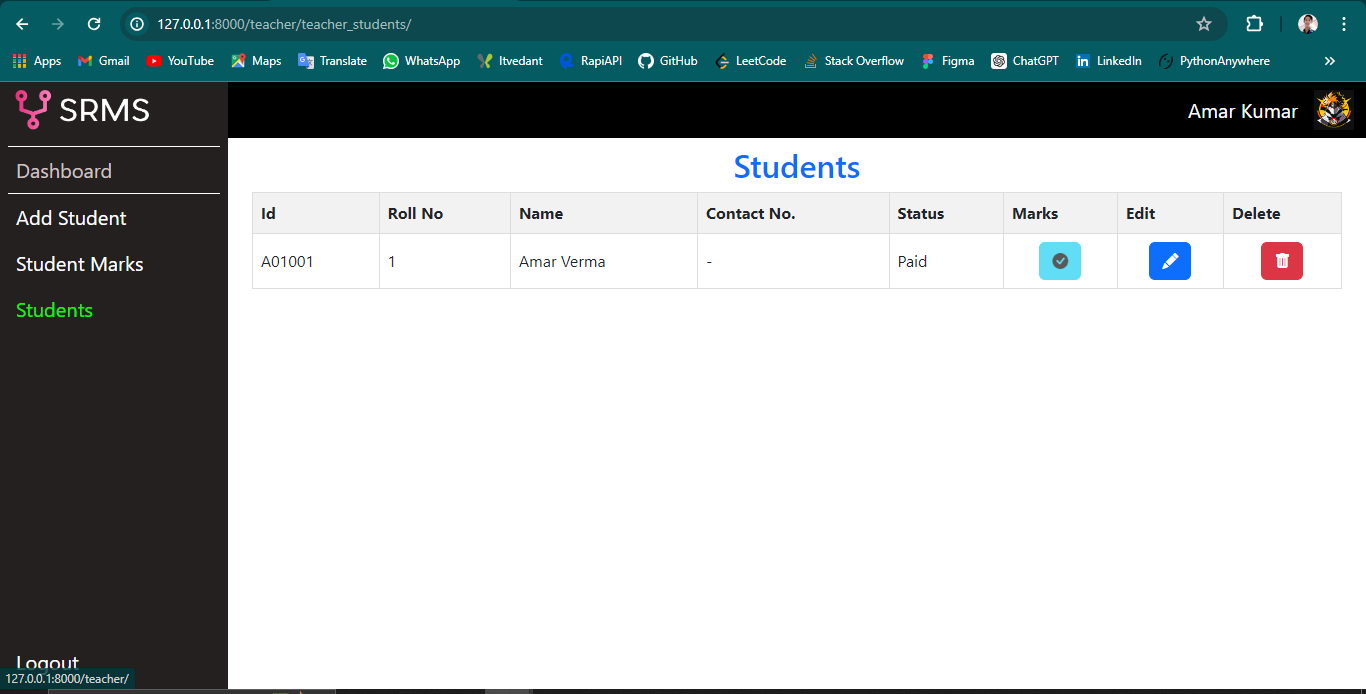 127.0.0.1:8000/teacher/teacher_students/
Apps Gmail YouTube Maps Translate WhatsApp Itvedant RapiAPI GitHub LeetCode Stack Overflow Figma ChatGPT LinkedIn PythonAnywhere »
SRMS
Amar Kumar
Dashboard
Add Student
Student Marks
Students
Students
Id Roll No Name Contact No. Status Marks Edit Delete
A01001 1 Amar Verma - Paid
Logout
127.0.0.1:8000/teacher/